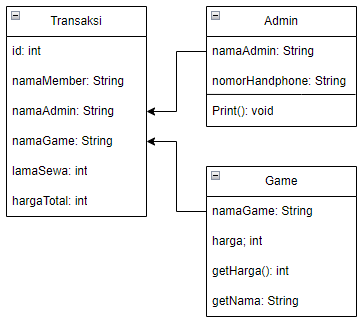 Transaksi
id: int
namaMember: String
namaAdmin: String
namaGame: String
lamaSewa: int
hargaTotal: int
Admin
namaAdmin: String
nomorHandphone: String
Print(): void
Game
namaGame: String
harga; int
getHarga(): int
getNama: String